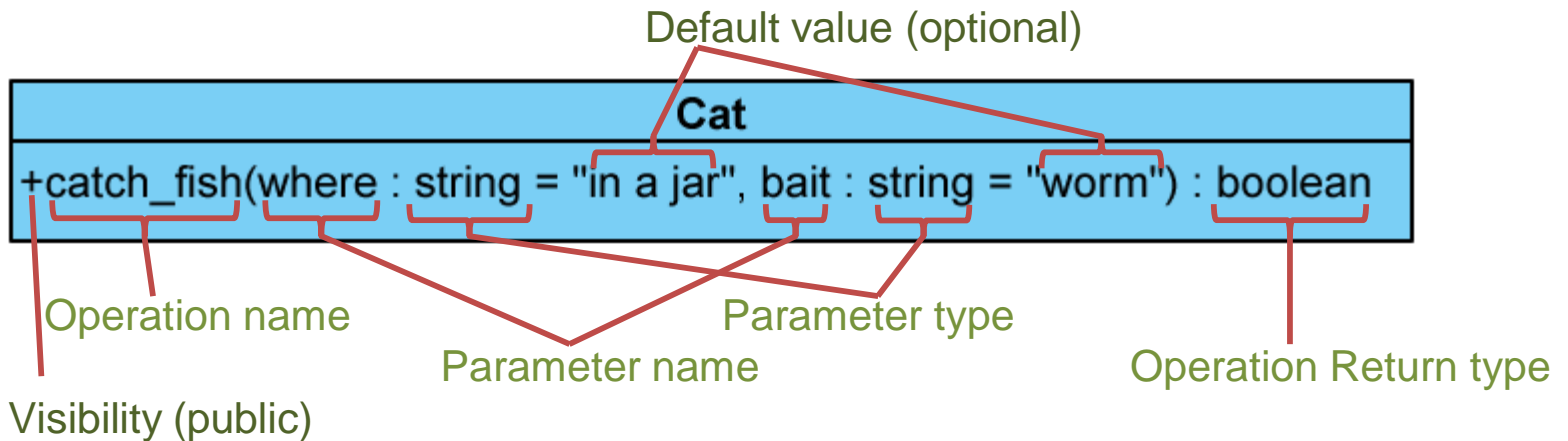 Default value (optional)
Cat
+catch_fish(where : string = "in a jar", bait : string = "worm") : boolean
Operation name
Parameter type
Parameter name
Operation Return type
Visibility (public)